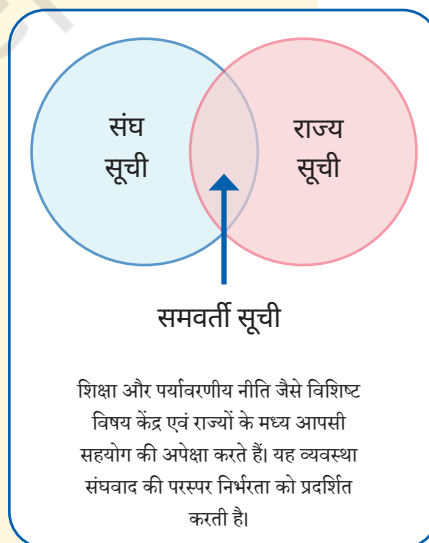 संघ
सूची
राज्य
सूची
समवर्ती सूची
शिक्षा और पर्यावरणीय नीति जैसे विशिष्ट
विषय केंद्र एवं राज्यों के मध्य आपसी
सहयोग की अपेक्षा करते हैं। यह व्यवस्था
संघवाद की परस्पर निर्भरता को प्रदर्शित
करती है।